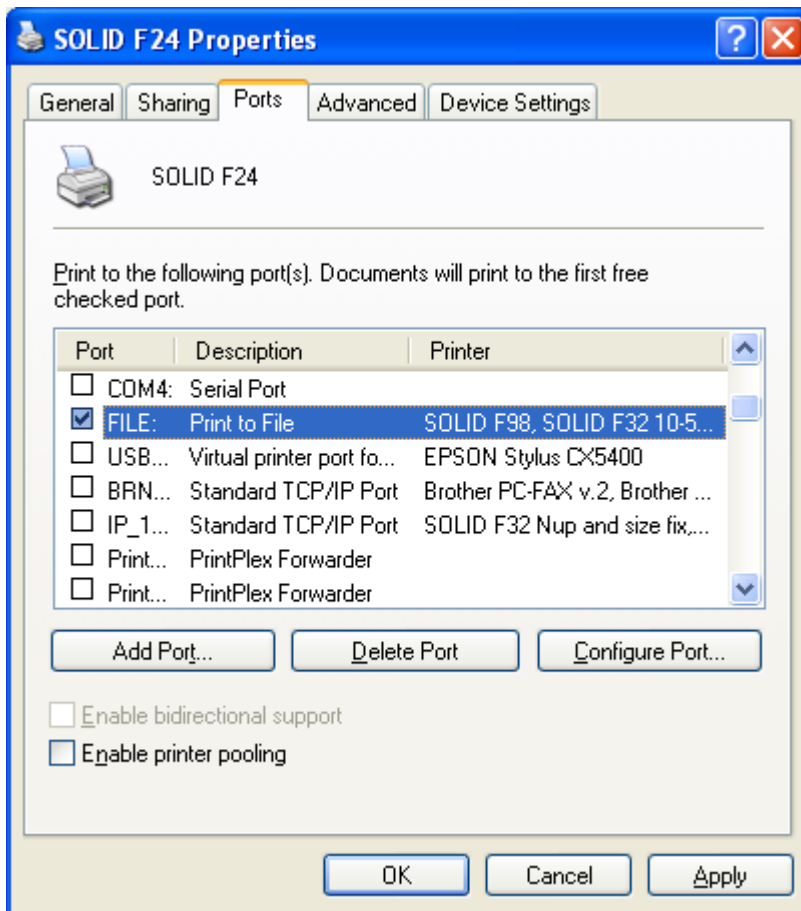 SOLID F24 Properties
General Sharing Ports Advanced Device Settings
SOLID F24
Print to the following port(s). Documents will print to the first free
checked port.
Port Description Printer
COM4: Serial Port
FILE: Print to File SOLID F98, SOLID F32 10-5...
USB... Virtual printer port fo... EPSON Stylus CX5400
BRN... Standard TCP/IP Port Brother PC-FAX v.2, Brother ...
IP_1... Standard TCP/IP Port SOLID F32 Nup and size fix,...
Print... PrintPlex Forwarder
Print... PrintPlex Forwarder
Add Port... Delete Port Configure Port...
Enable bidirectional support
Enable printer pooling
OK Cancel Apply